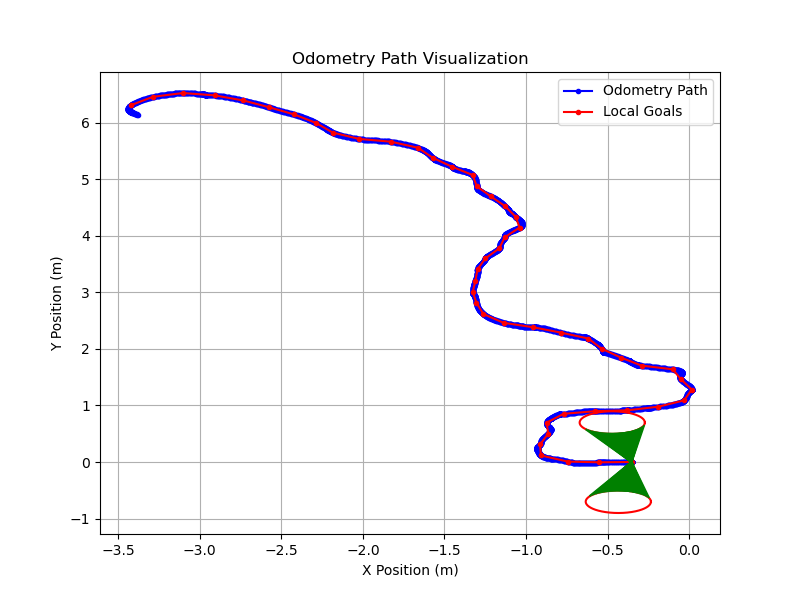 Odometry Path Visualization
Odometry Path
Local Goals
Y Position (m)
6
5
4
3
2
1
0
−1
−3.5 −3.0 −2.5 −2.0 −1.5 −1.0 −0.5 0.0
X Position (m)